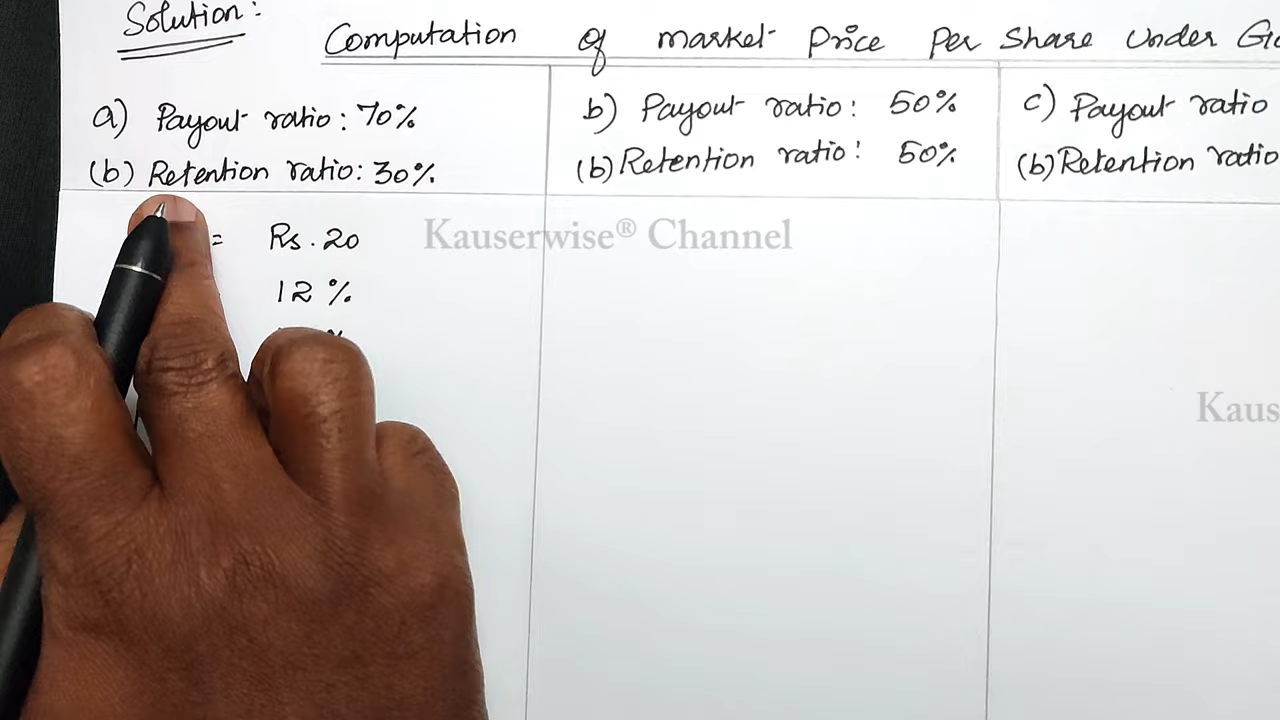 Solution:
Computation of market Price Per Share under
a) Payout ratio: 70%
(b) Retention ratio: 30%
b) Payout ratio: 50%
(b) Retention ratio: 50%
c) Payout ratio
(b) Retention ratio
= Rs. 20
12 %
%
Kauserwise® Channel
Kaus